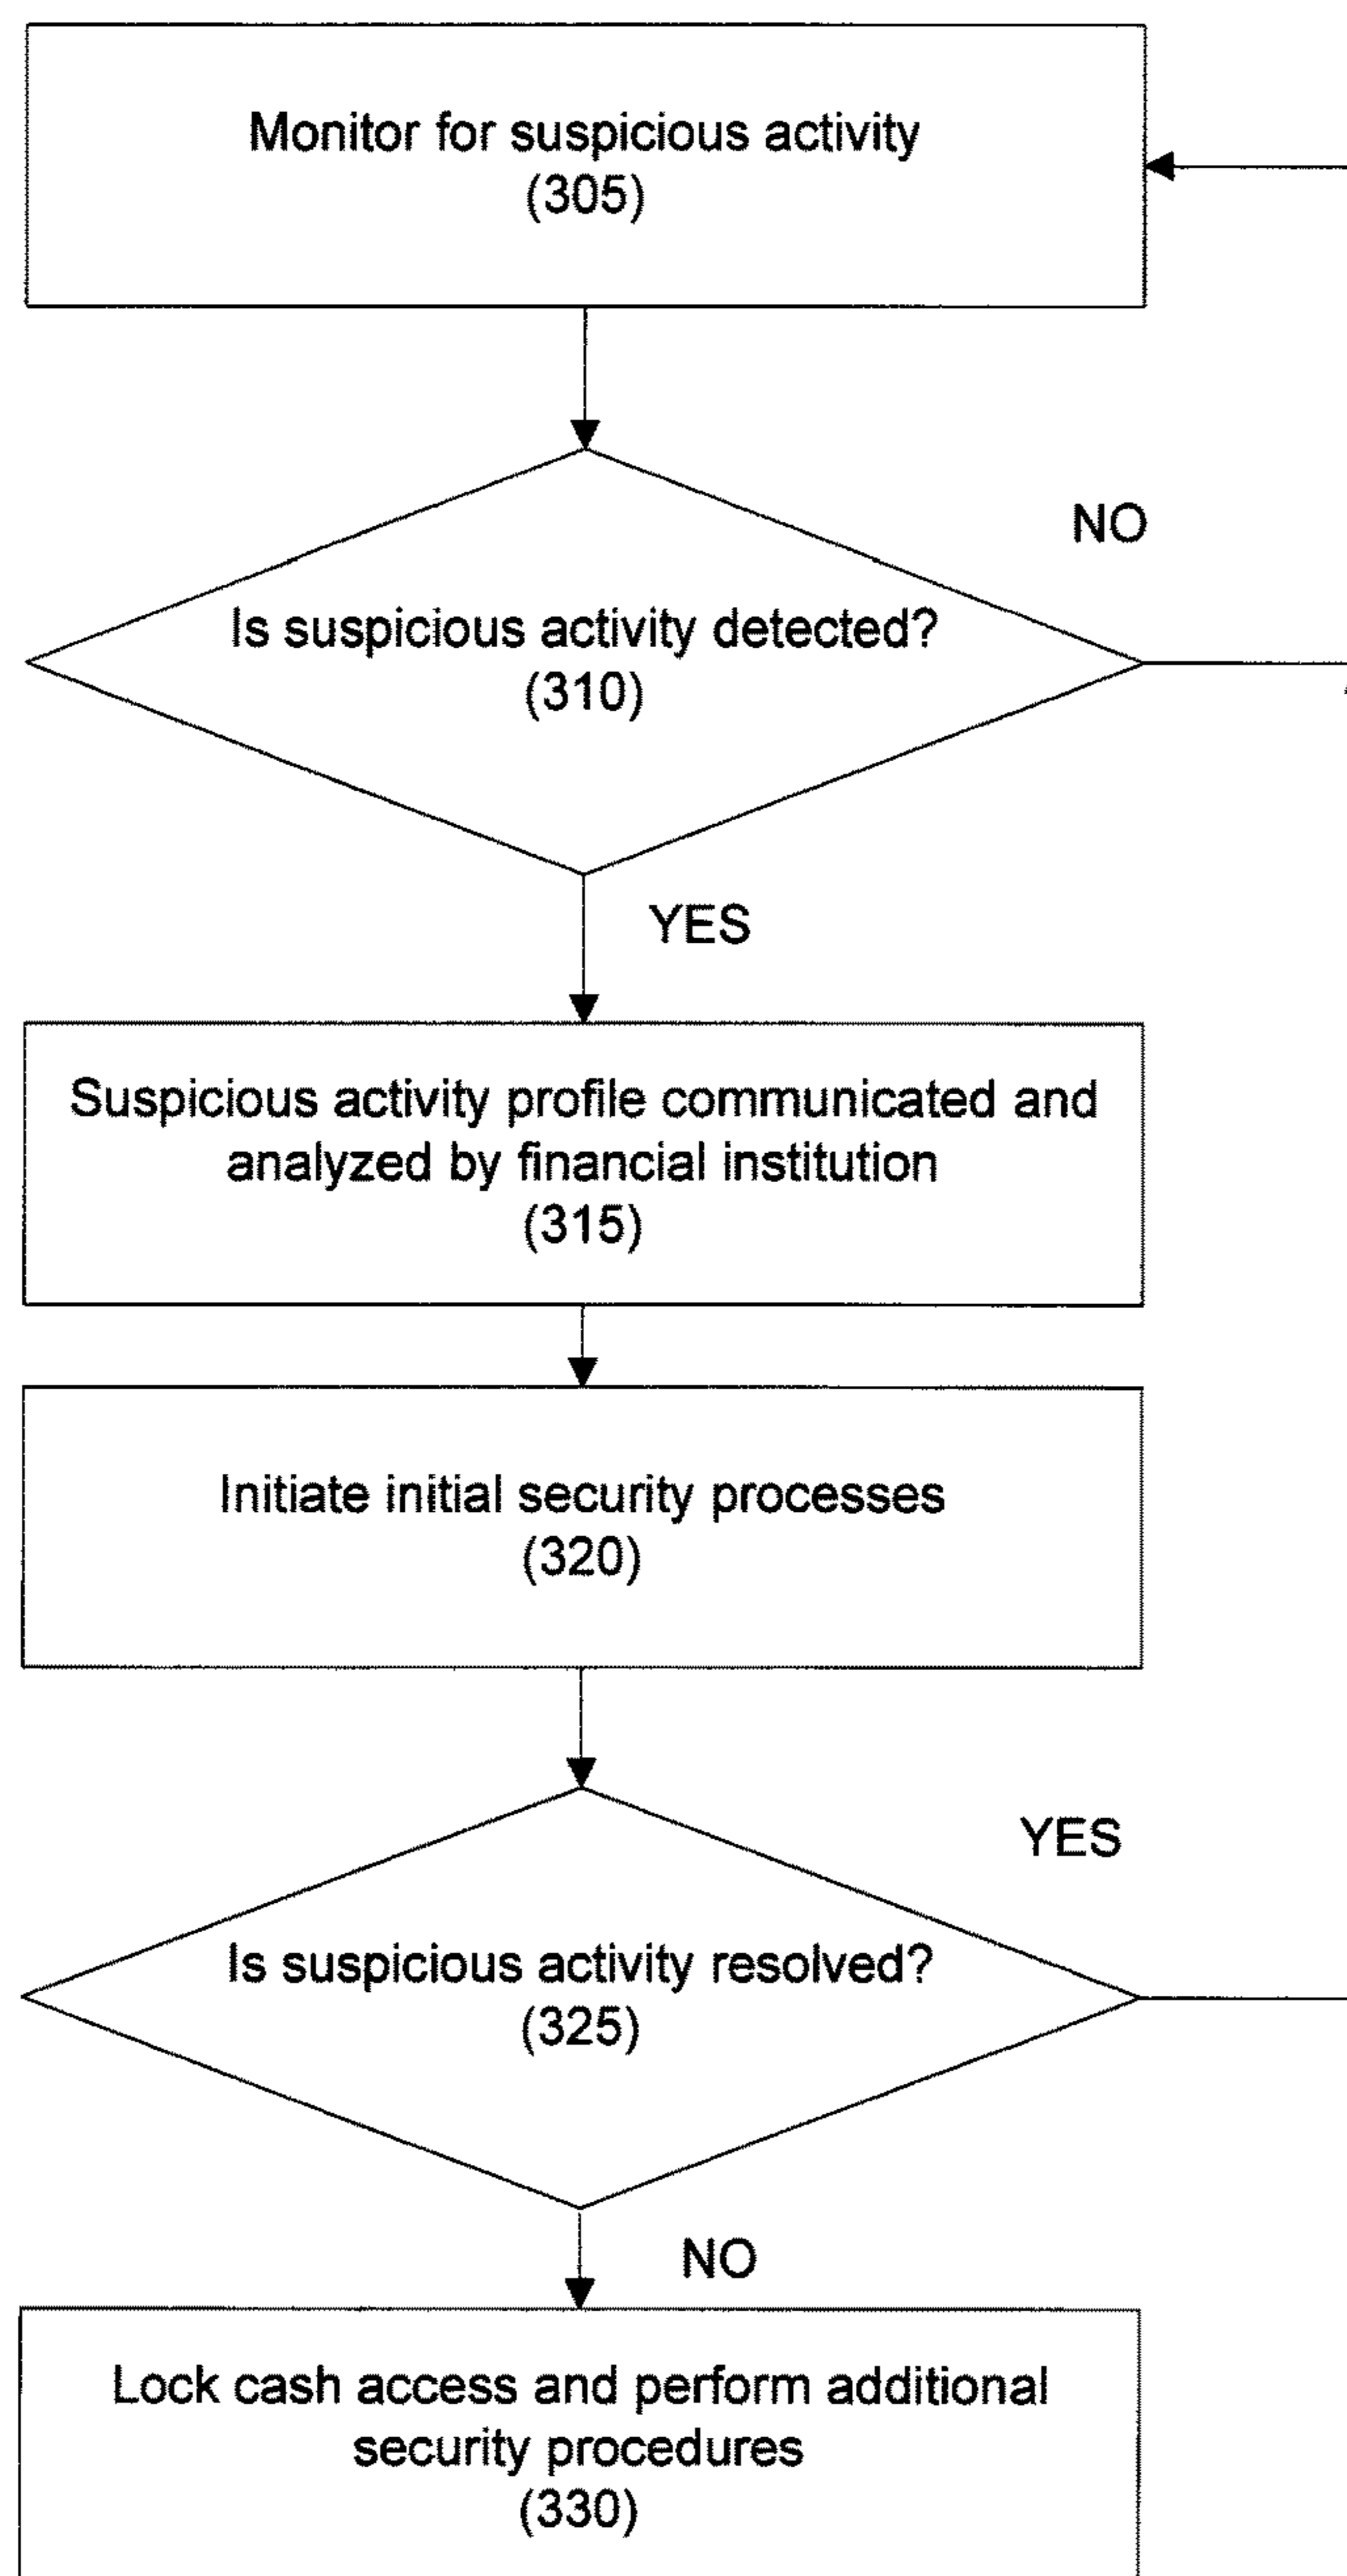 Monitor for suspicious activity
(305)
NO
Is suspicious activity detected?
(310)
YES
Suspicious activity profile communicated and
analyzed by financial institution
(315)
Initiate initial security processes
(320)
YES
Is suspicious activity resolved?
(325)
NO
Lock cash access and perform additional
security procedures
(330)